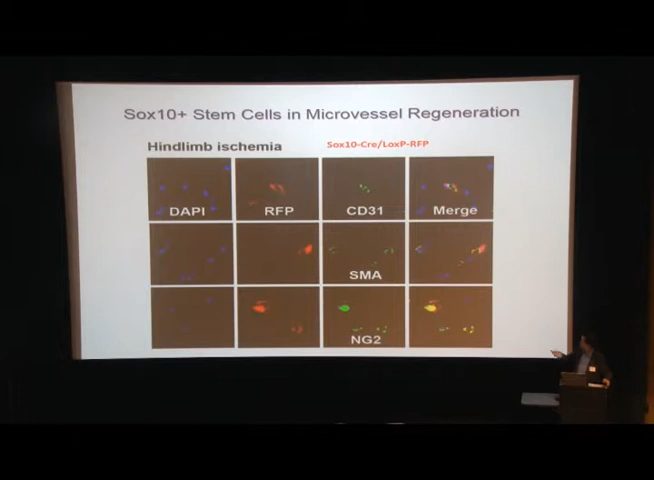 Sox10+ Stem Cells in Microvessel Regeneration
Hindlimb ischemia
Sox10-Cre/LoxP-RFP
DAPI
RFP
CD31
Merge
SMA
NG2